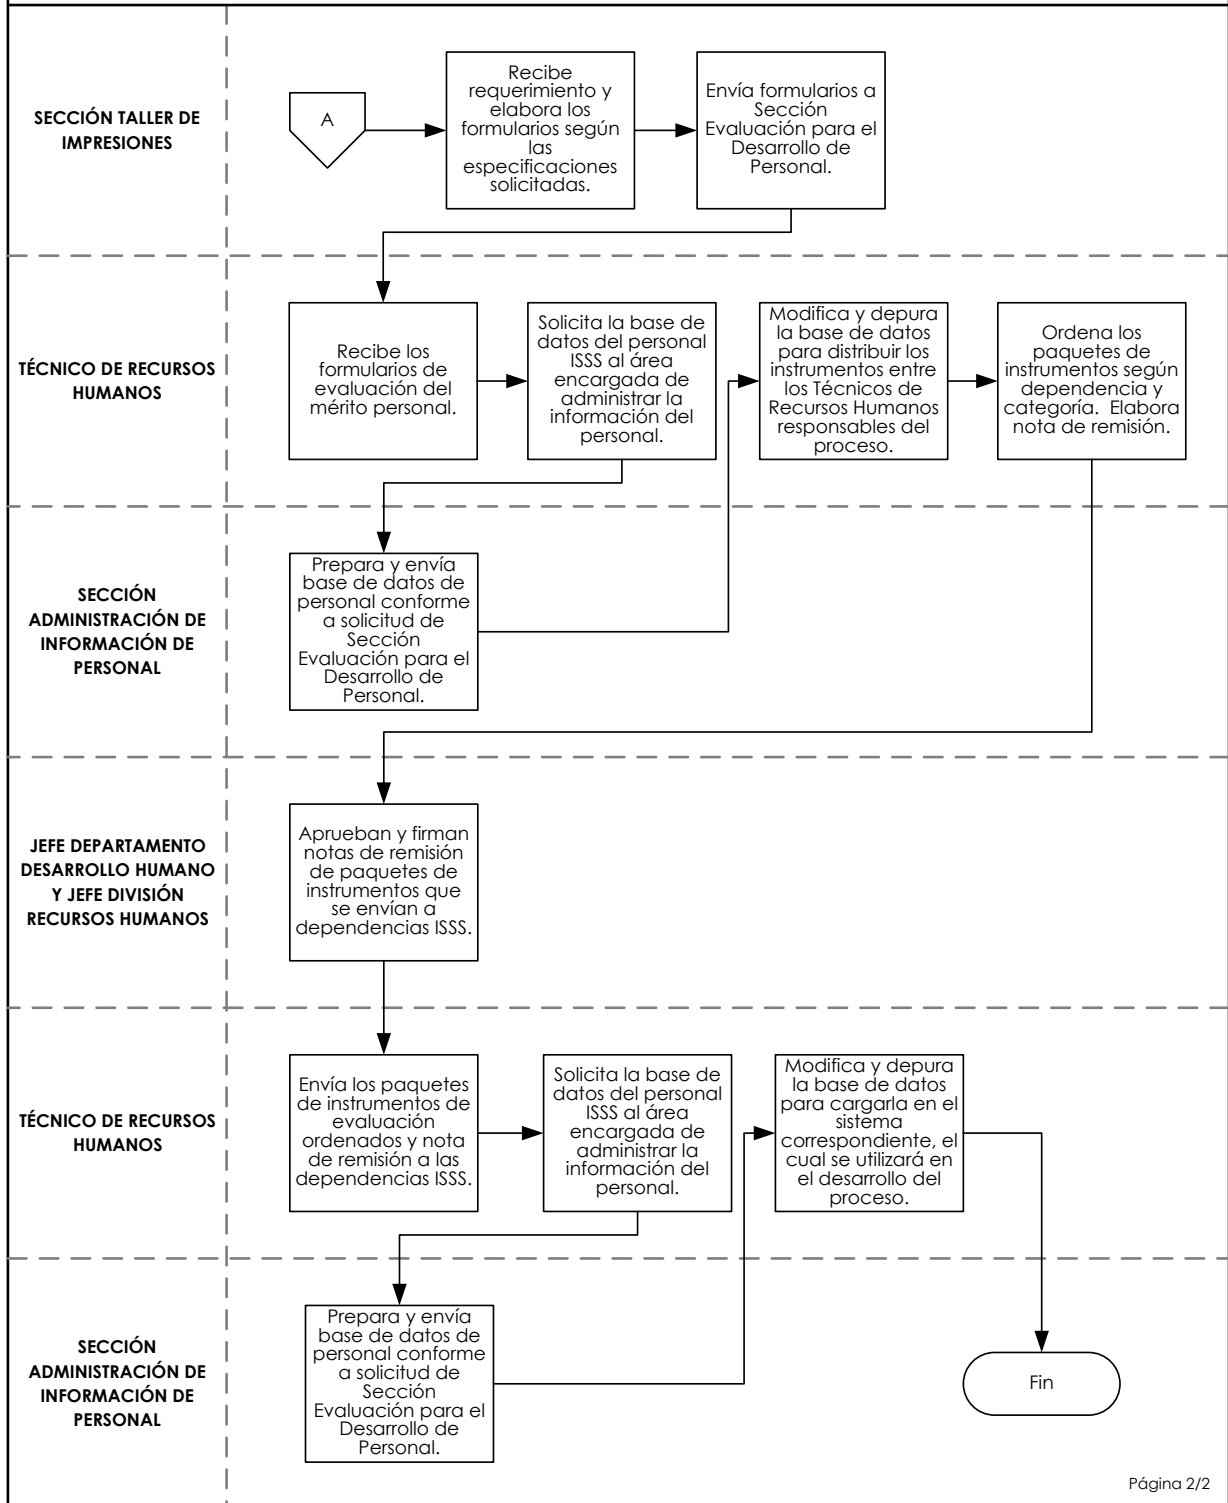 SECCIÓN TALLER DE
IMPRESIONES
A
Recibe
requerimiento y
elabora los
formularios según
las
especificaciones
solicitadas.
Envía formularios a
Sección
Evaluación para el
Desarrollo de
Personal.
TÉCNICO DE RECURSOS
HUMANOS
Recibe los
formularios de
evaluación del
mérito personal.
Solicita la base de
datos del personal
ISSS al área
encargada de
administrar la
información del
personal.
Modifica y depura
la base de datos
para distribuir los
instrumentos entre
los Técnicos de
Recursos Humanos
responsables del
proceso.
Ordena los
paquetes de
instrumentos según
dependencia y
categoría.  Elabora
nota de remisión.
SECCIÓN
ADMINISTRACIÓN DE
INFORMACIÓN DE
PERSONAL
Prepara y envía
base de datos de
personal conforme
a solicitud de
Sección
Evaluación para el
Desarrollo de
Personal.
JEFE DEPARTAMENTO
DESARROLLO HUMANO
Y JEFE DIVISIÓN
RECURSOS HUMANOS
Aprueban y firman
notas de remisión
de paquetes de
instrumentos que
se envían a
dependencias ISSS.
TÉCNICO DE RECURSOS
HUMANOS
Envía los paquetes
de instrumentos de
evaluación
ordenados y nota
de remisión a las
dependencias ISSS.
Solicita la base de
datos del personal
ISSS al área
encargada de
administrar la
información del
personal.
Modifica y depura
la base de datos
para cargarla en el
sistema
correspondiente, el
cual se utilizará en
el desarrollo del
proceso.
SECCIÓN
ADMINISTRACIÓN DE
INFORMACIÓN DE
PERSONAL
Prepara y envía
base de datos de
personal conforme
a solicitud de
Sección
Evaluación para el
Desarrollo de
Personal.
Fin
Página 2/2